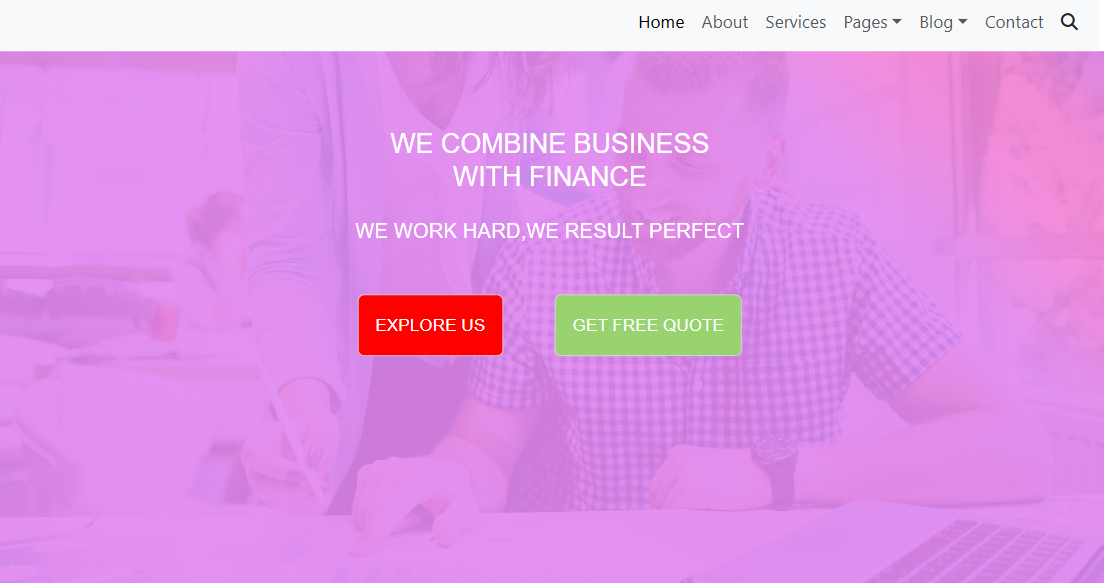 Home About Services Pages Blog Contact
WE COMBINE BUSINESS
WITH FINANCE
WE WORK HARD,WE RESULT PERFECT
EXPLORE US GET FREE QUOTE